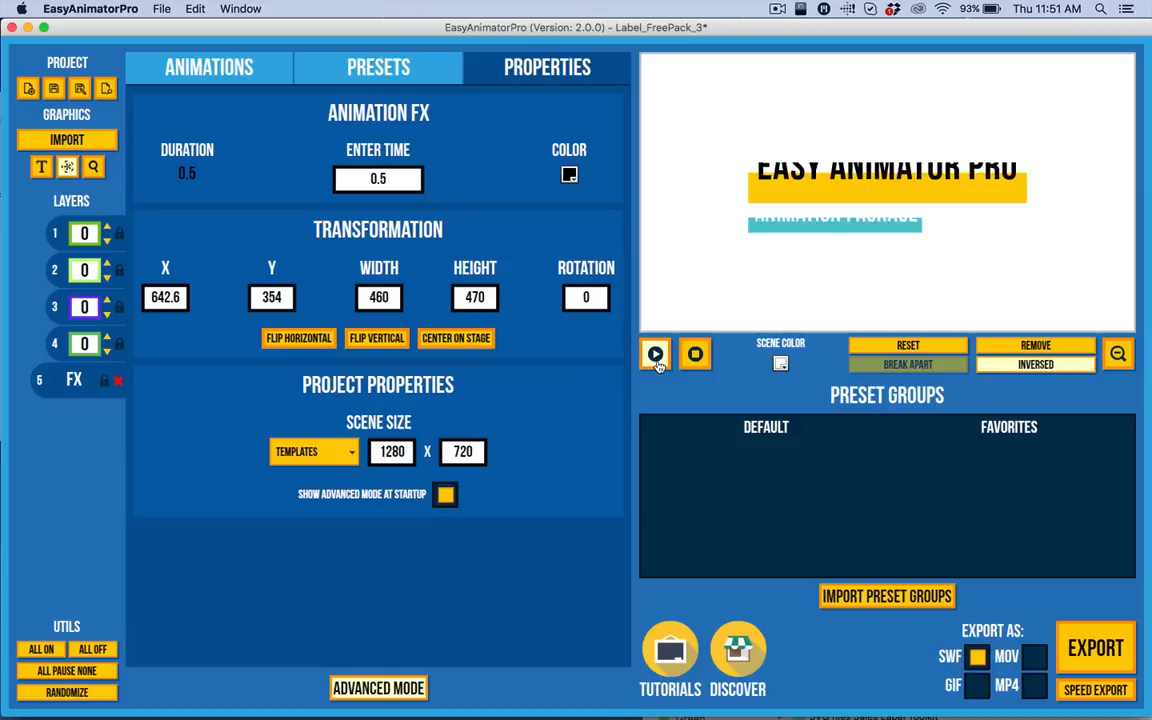 EasyAnimatorPro File Edit Window 93% Thu 11:51 AM
EasyAnimatorPro (Version: 2.0.0) - Label_FreePack_3*
PROJECT
GRAPHICS
IMPORT
T
LAYERS
1 0
2 0
3 0
4 0
5 FX
UTILS
ALL ON ALL OFF
ALL PAUSE NONE
RANDOMIZE
ANIMATIONS PRESETS PROPERTIES
ANIMATION FX
DURATION ENTER TIME COLOR
0.5 0.5
TRANSFORMATION
X Y WIDTH HEIGHT ROTATION
642.6 354 460 470 0
FLIP HORIZONTAL FLIP VERTICAL CENTER ON STAGE
PROJECT PROPERTIES
SCENE SIZE
TEMPLATES 1280 X 720
SHOW ADVANCED MODE AT STARTUP
ADVANCED MODE
EASY ANIMATOR PRO
ANIMATION PACKAGE
SCENE COLOR RESET REMOVE
BREAK APART INVERSED
PRESET GROUPS
DEFAULT FAVORITES
IMPORT PRESET GROUPS
TUTORIALS DISCOVER
EXPORT AS:
SWF MOV
GIF MP4
EXPORT
SPEED EXPORT